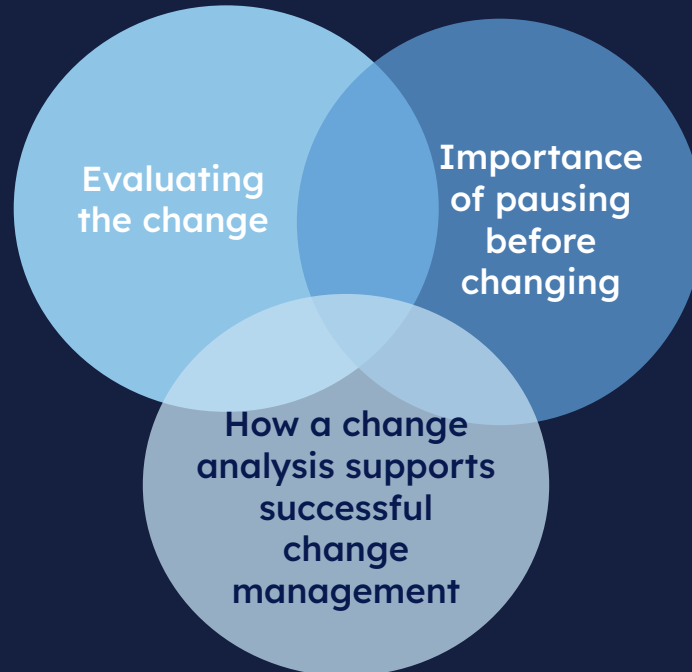 Evaluating
the change
Importance
of pausing
before
changing
How a change
analysis supports
successful
change
management